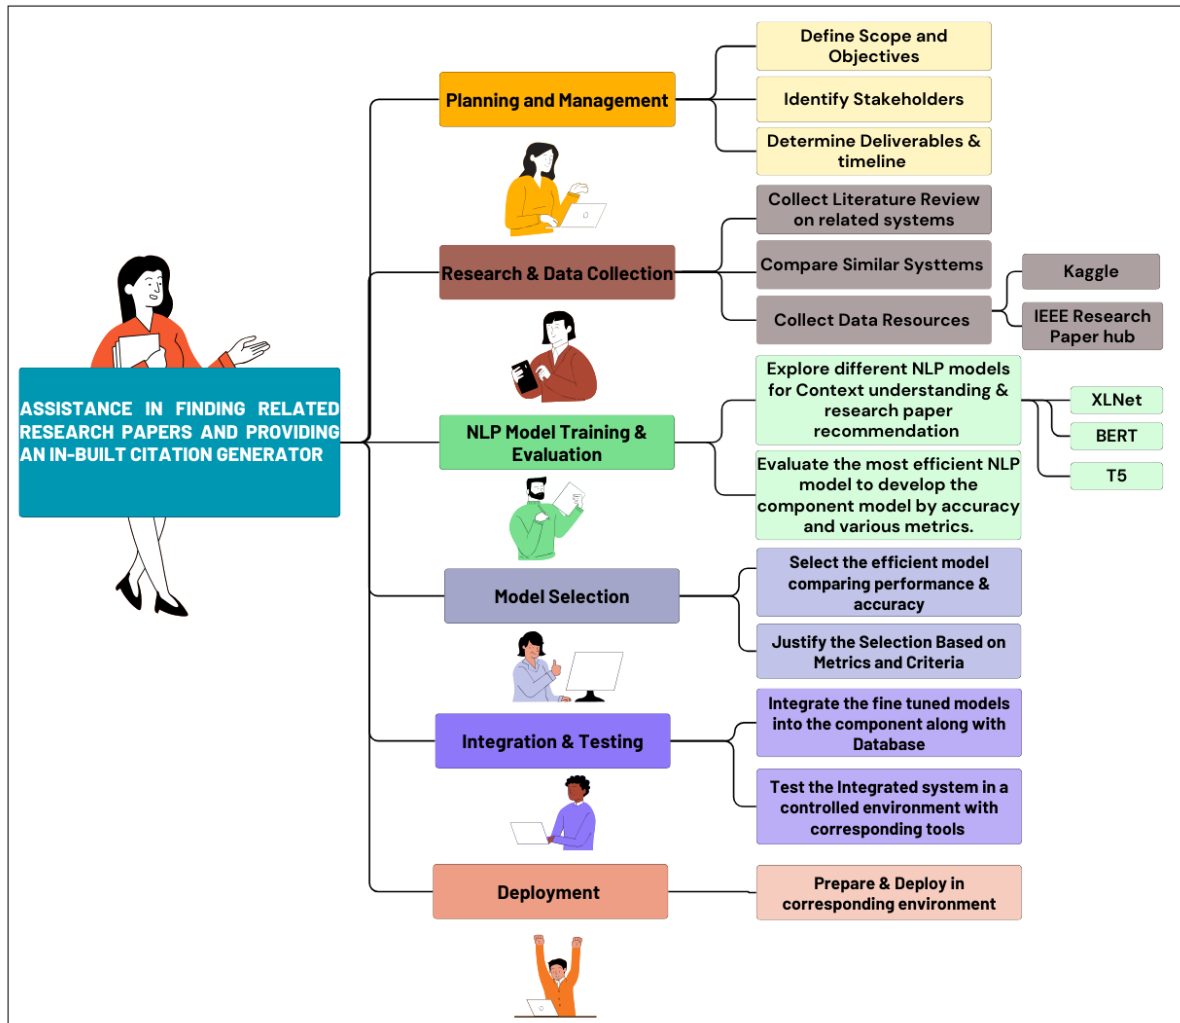 Define Scope and
Objectives
Planning and Management
Identify Stakeholders
Determine Deliverables &
timeline
Collect Literature Review
on related systems
Research & Data Collection
Compare Similar Systtems
Kaggle
Collect Data Resources
IEEE Research
Paper hub
ASSISTANCE IN FINDING RELATED
RESEARCH PAPERS AND PROVIDING
AN IN-BUILT CITATION GENERATOR
Explore different NLP models
for Context understanding &
research paper
recommendation
XLNet
BERT
T5
NLP Model Training &
Evaluation
Evaluate the most efficient NLP
model to develop the
component model by accuracy
and various metrics.
Select the efficient model
comparing performance &
accuracy
Model Selection
Justify the Selection Based on
Metrics and Criteria
Integrate the fine tuned models
into the component along with
Database
Integration & Testing
Test the Integrated system in a
controlled environment with
corresponding tools
Deployment
Prepare & Deploy in
corresponding environment